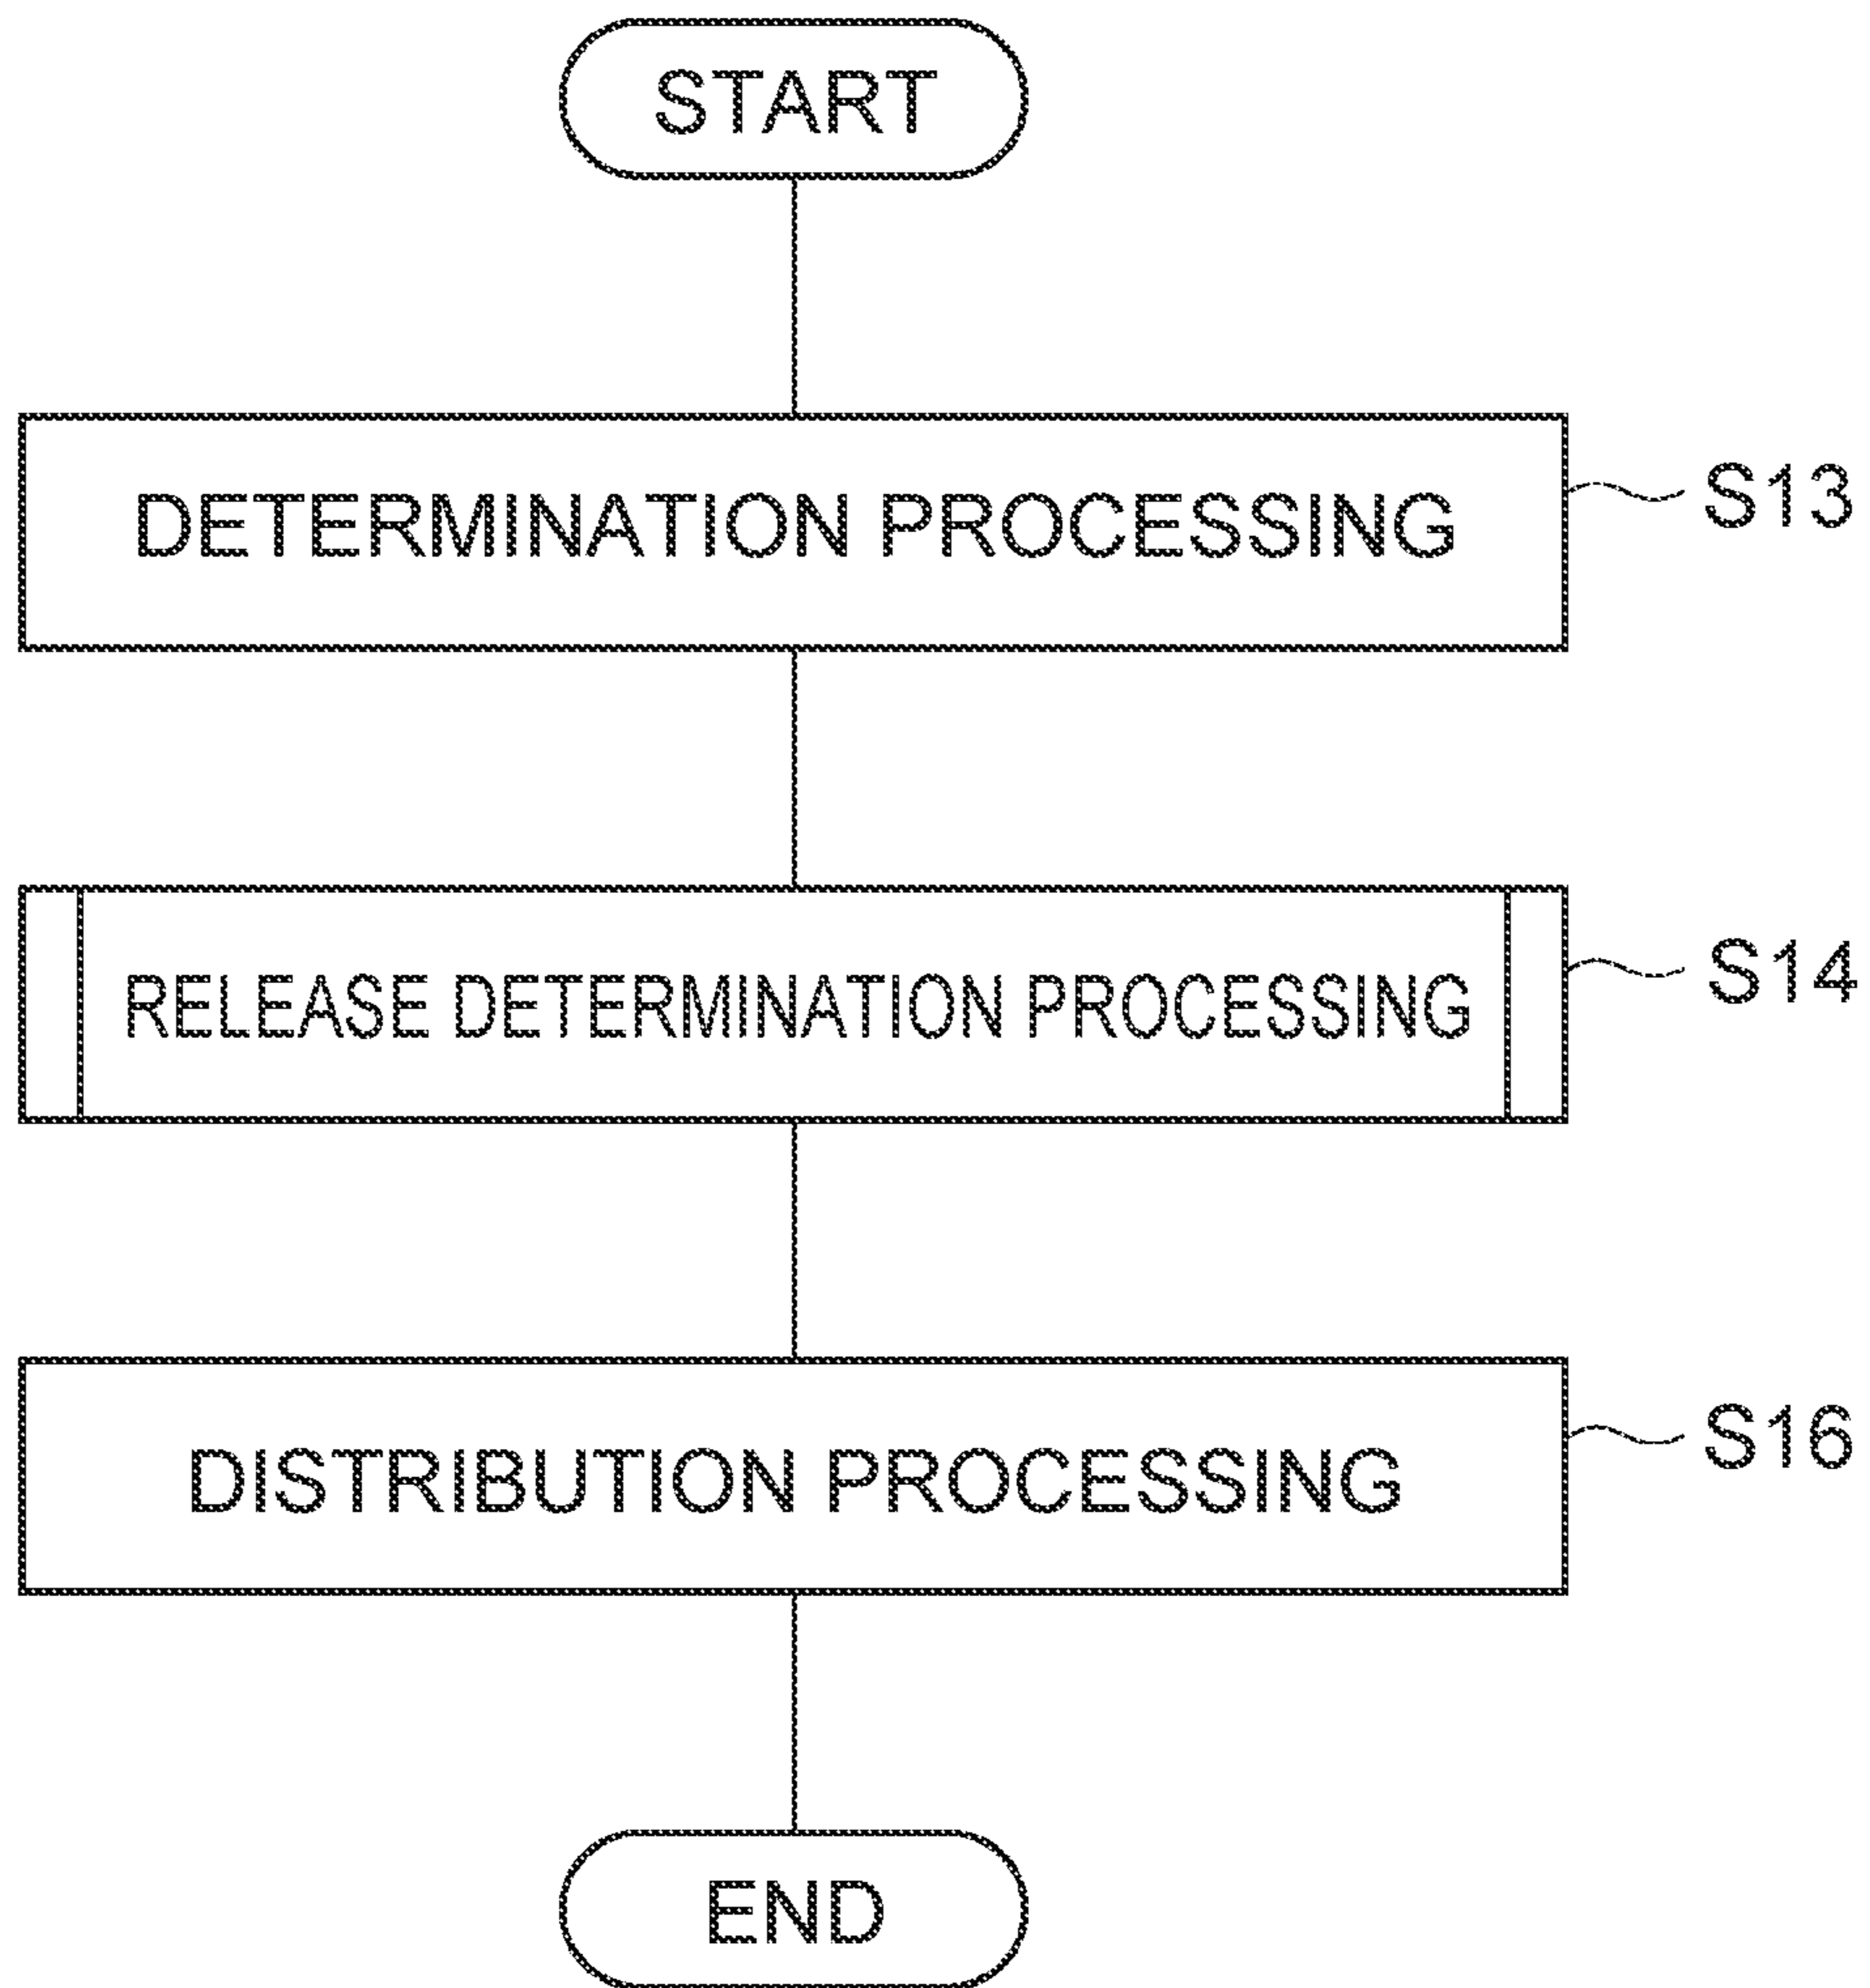 START
DETERMINATION PROCESSING
S13
RELEASE DETERMINATION PROCESSING
S14
DISTRIBUTION PROCESSING
S16
END